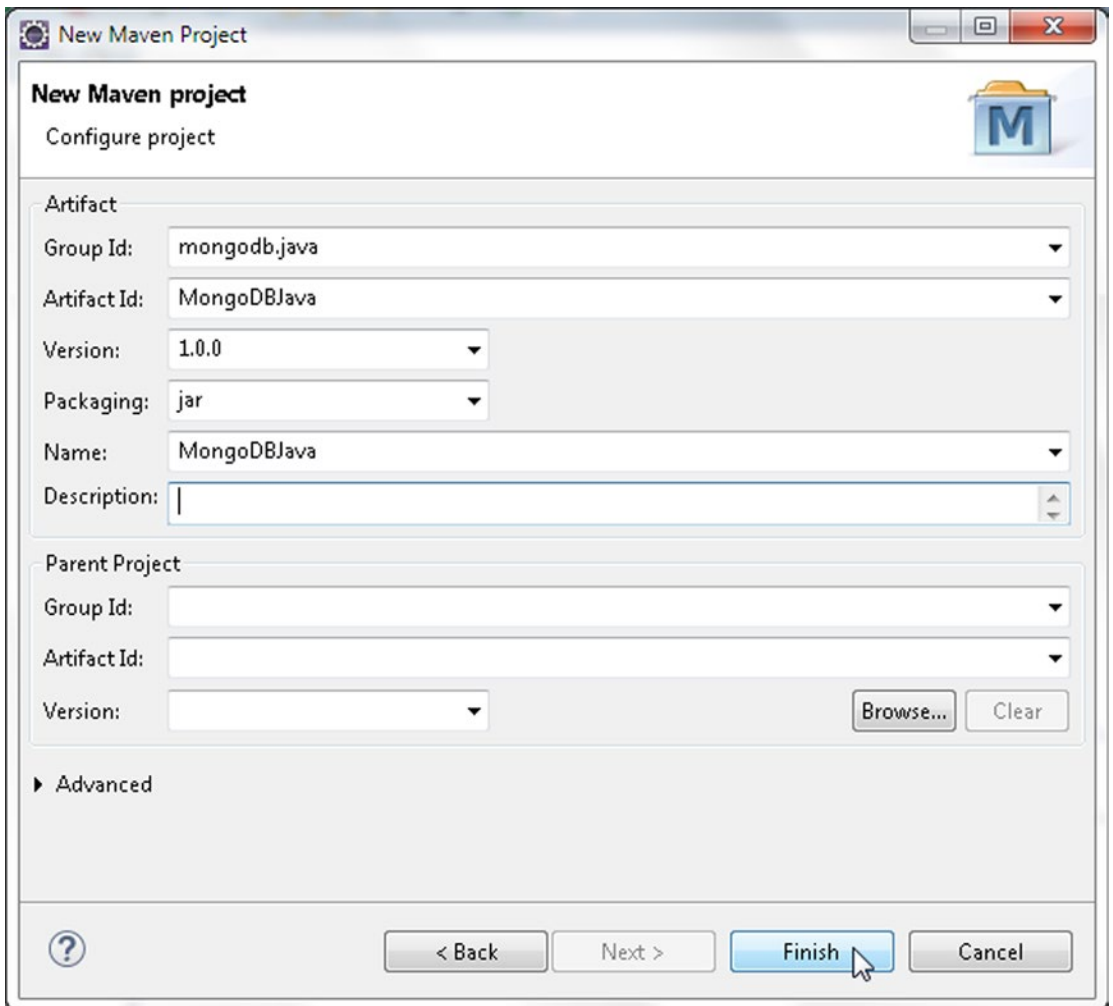 New Maven Project
New Maven project
Configure project
M
Artifact
Group Id: mongodb.java
Artifact Id: MongoDBJava
Version: 1.0.0
Packaging: jar
Name: MongoDBJava
Description:
Parent Project
Group Id:
Artifact Id:
Version: Browse... Clear
Advanced
? < Back Next > Finish Cancel